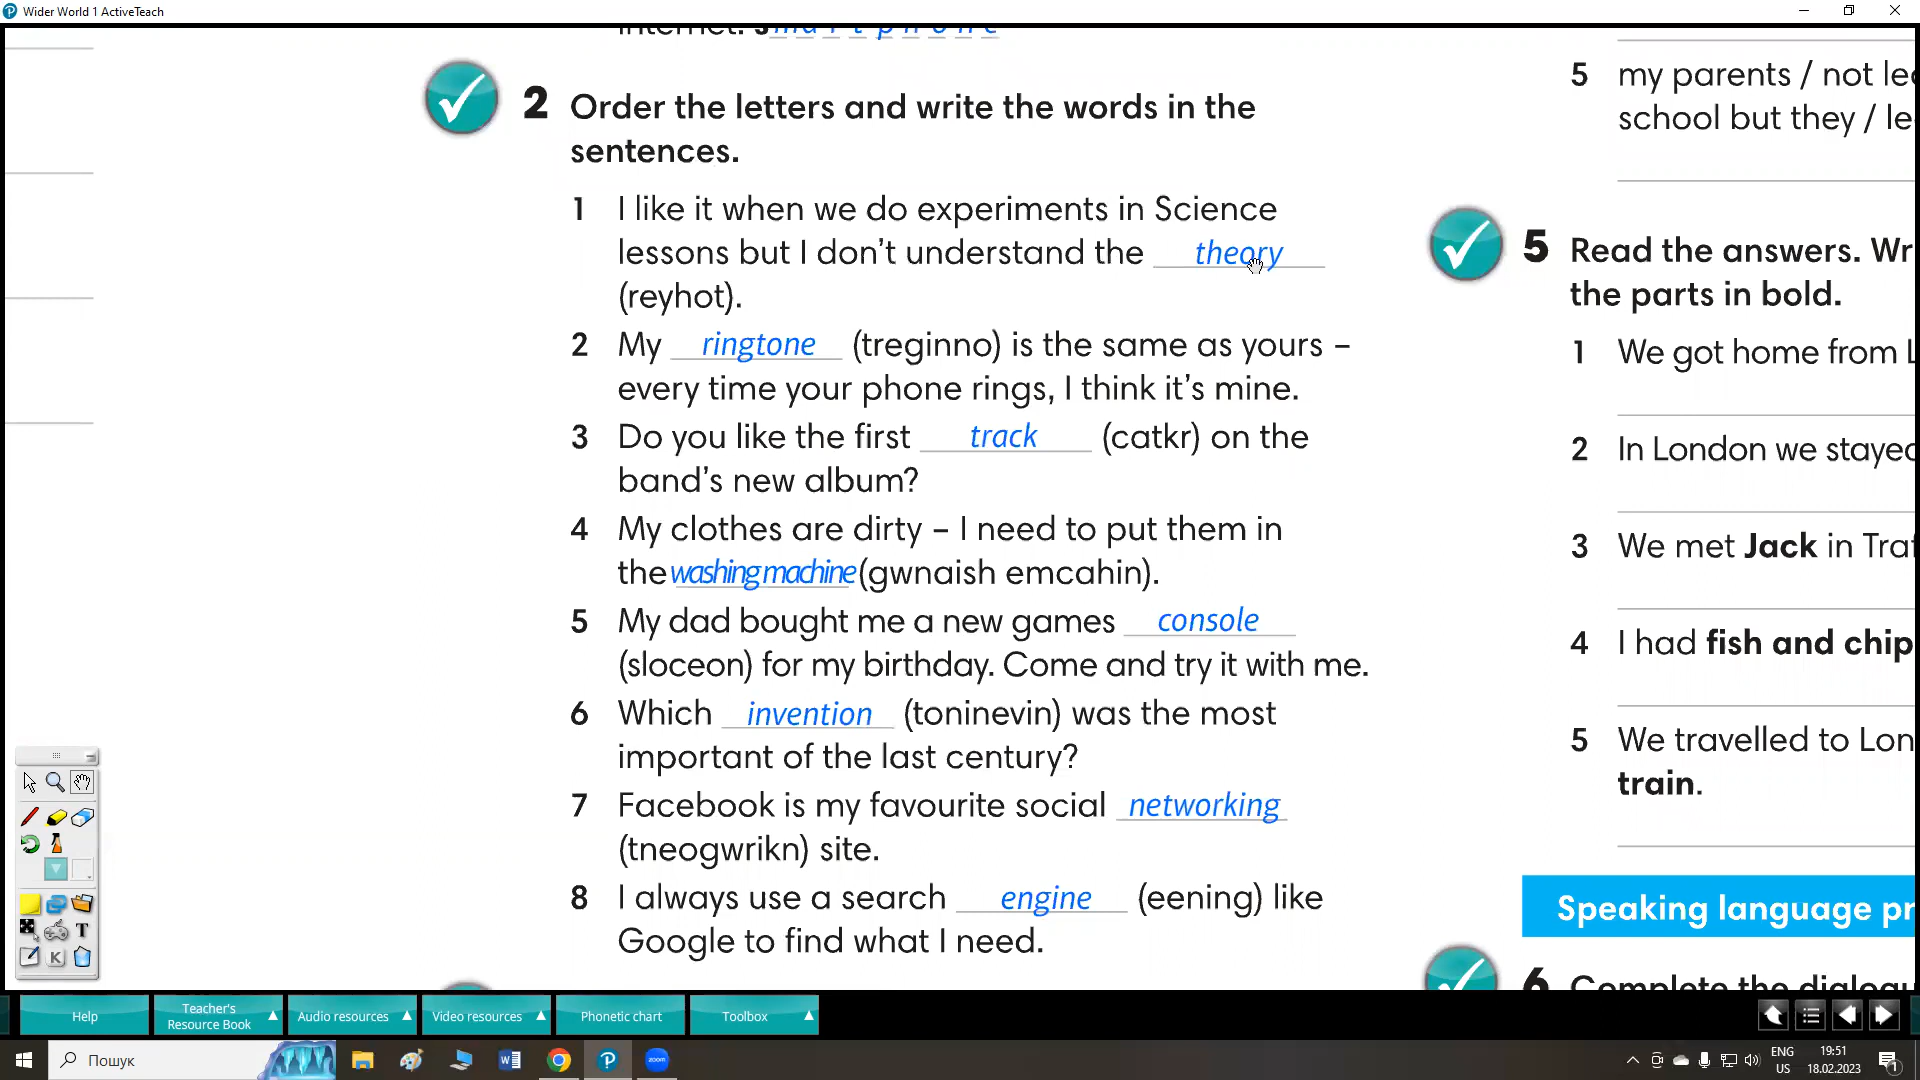 Wider World 1 ActiveTeach
internet. smartphone
2 Order the letters and write the words in the
sentences.
1 I like it when we do experiments in Science
lessons but I don't understand the theory
(reyhot).
2 My ringtone (treginno) is the same as yours –
every time your phone rings, I think it's mine.
3 Do you like the first track (catkr) on the
band's new album?
4 My clothes are dirty – I need to put them in
the washing machine (gwnaish emcahin).
5 My dad bought me a new games console
(sloceon) for my birthday. Come and try it with me.
6 Which invention (toninevin) was the most
important of the last century?
7 Facebook is my favourite social networking
(tneogwrikn) site.
8 I always use a search engine (eening) like
Google to find what I need.
5 my parents / not le
school but they / le
5 Read the answers. Wr
the parts in bold.
1 We got home from L
2 In London we stayed
3 We met Jack in Traf
4 I had fish and chip
5 We travelled to Lon
train.
Speaking language pr
6 Complete the dialogu
T
K
Help
Teacher's
Resource Book
Audio resources
Video resources
Phonetic chart
Toolbox
Пошук
zoom
ENG
US
19:51
18.02.2023
1